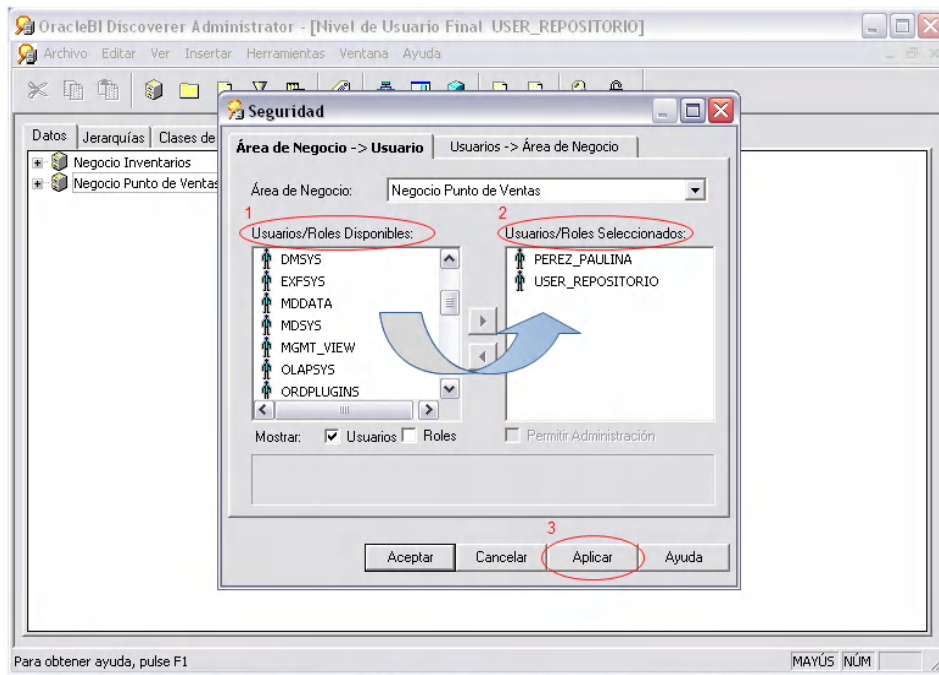 OracleBI Discoverer Administrator - [Nivel de Usuario Final USER_REPOSITORIO]
Archivo Editar Ver Insertar Herramientas Ventana Ayuda
Seguridad
Datos Jerarquías Clases de
Área de Negocio -> Usuario Usuarios -> Área de Negocio
Negocio Inventarios
Negocio Punto de Ventas
Área de Negocio: Negocio Punto de Ventas
1 2
Usuarios/Roles Disponibles: Usuarios/Roles Seleccionados:
DMSYS PEREZ_PAULINA
EXFSYS USER_REPOSITORIO
MDDATA
MDSYS
MGMT_VIEW
OLAPSYS
ORDPLUGINS
Mostrar: Usuarios Roles Permitir Administración
3
Aceptar Cancelar Aplicar Ayuda
Para obtener ayuda, pulse F1 MAYÚS NÚM